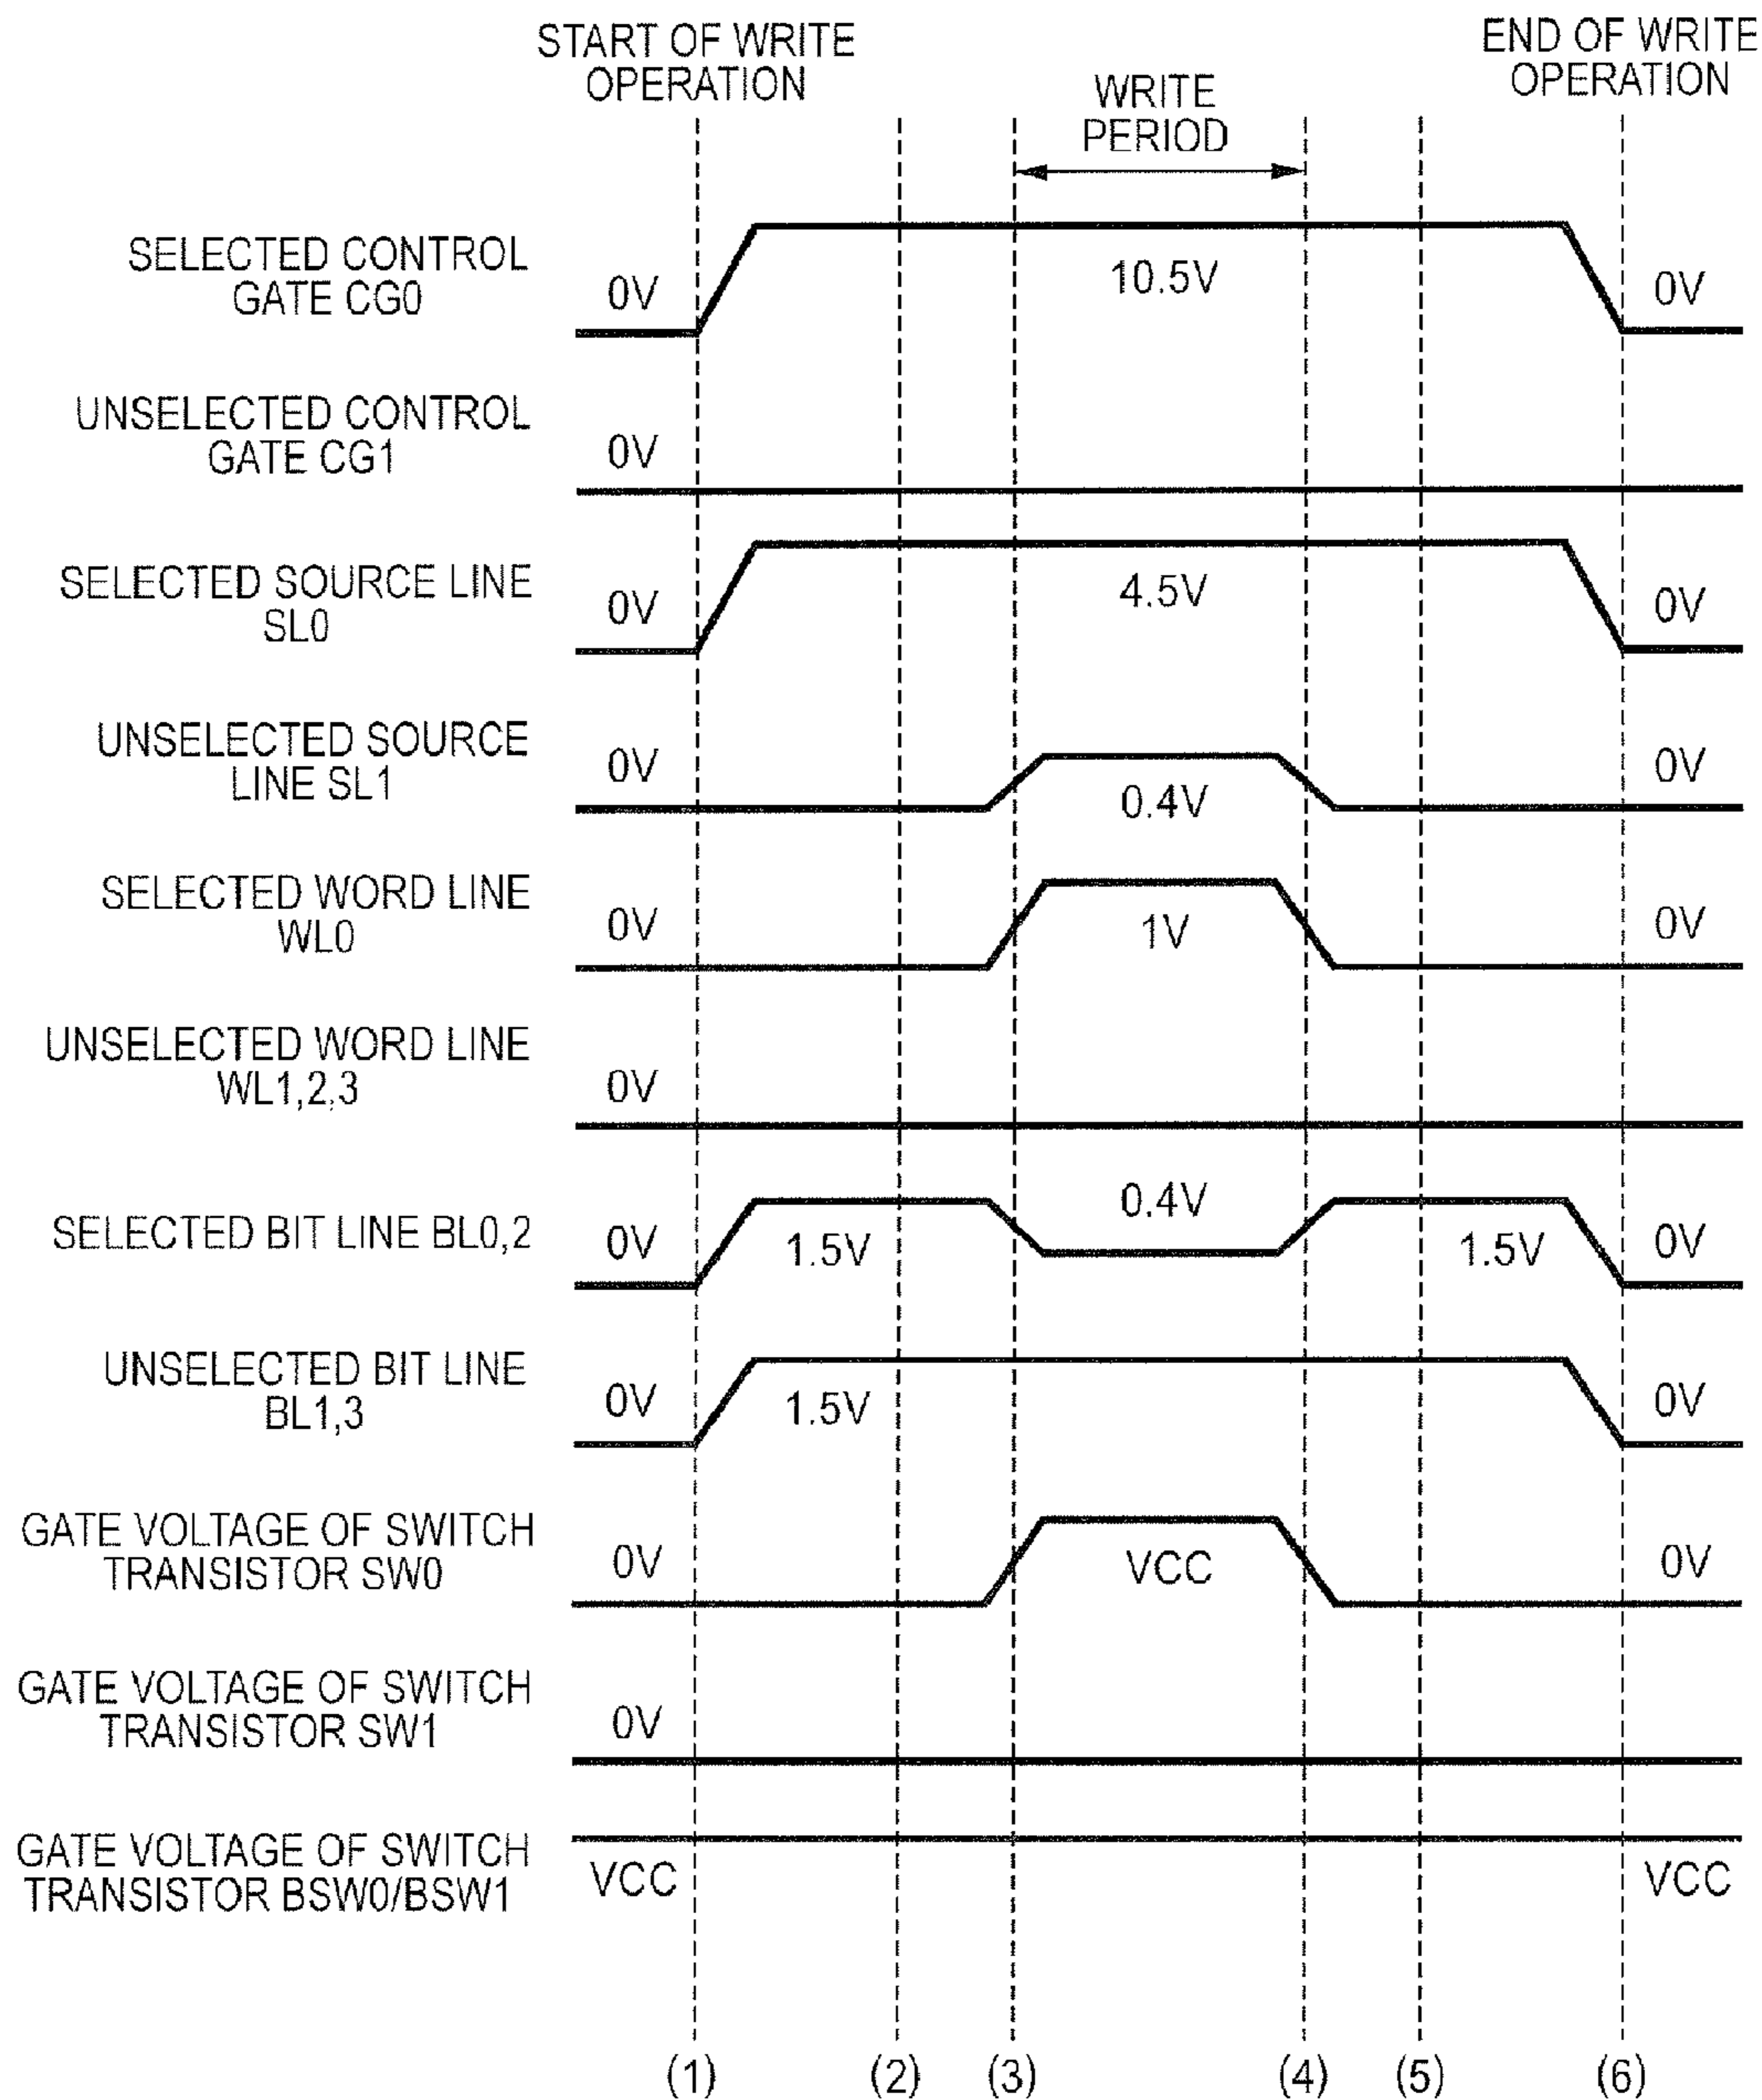 START OF WRITE
OPERATION
END OF WRITE
OPERATION
WRITE
PERIOD
SELECTED CONTROL
GATE CG0
0V
10.5V
0V
UNSELECTED CONTROL
GATE CG1
0V
SELECTED SOURCE LINE
SL0
0V
4.5V
0V
UNSELECTED SOURCE
LINE SL1
0V
0.4V
0V
SELECTED WORD LINE
WL0
0V
1V
0V
UNSELECTED WORD LINE
WL1,2,3
0V
SELECTED BIT LINE BL0,2
0V
1.5V
0.4V
1.5V
0V
UNSELECTED BIT LINE
BL1,3
0V
1.5V
0V
GATE VOLTAGE OF SWITCH
TRANSISTOR SW0
0V
VCC
0V
GATE VOLTAGE OF SWITCH
TRANSISTOR SW1
0V
GATE VOLTAGE OF SWITCH
TRANSISTOR BSW0/BSW1
VCC
VCC
(1)
(2)
(3)
(4)
(5)
(6)